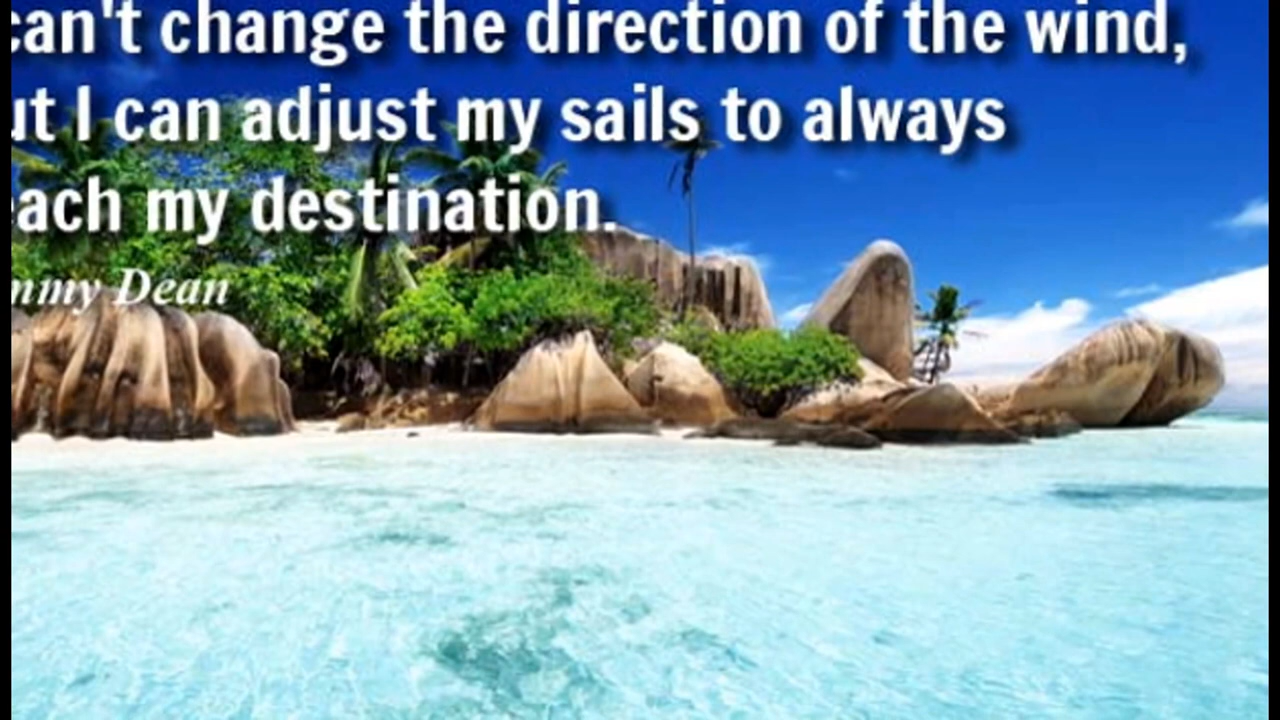 can't change the direction of the wind,
ut I can adjust my sails to always
each my destination.
mmy Dean